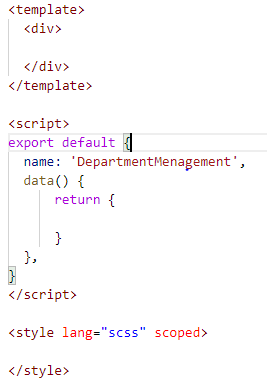 <template>
  <div>

  </div>
</template>

<script>
export default {
  name: 'DepartmentMenagement',
  data() {
      return {

      }
  },
}
</script>

<style lang="scss" scoped>

</style>